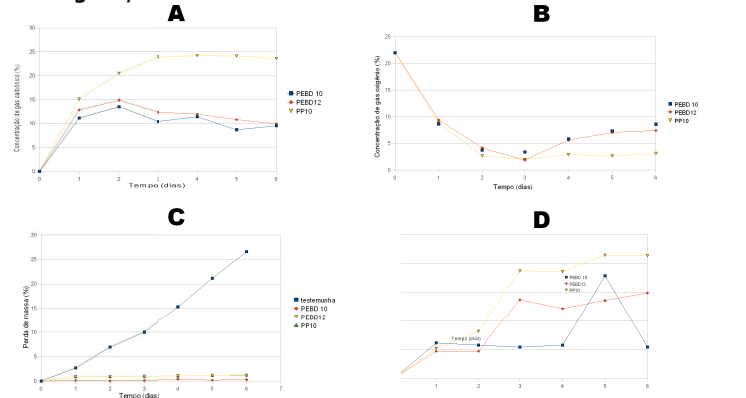 A
30
25
20
15
10
5
0
Concentração de gás carbônico (%)
0 1 2 3 4 5 6
Tempo (dias)
PEBD 10
PEBD12
PP10
B
25
20
15
10
5
0
Concentração de gás oxigênio (%)
0 1 2 3 4 5 6
Tempo (dias)
PEBD 10
PEBD12
PP10
C
30
25
20
15
10
5
0
Perda de massa (%)
0 1 2 3 4 5 6 7
Tempo (dias)
testemunha
PEBD 10
PEBD12
PP10
D
PEBD 10
PEBD12
PP10
Tempo (dias)
1 2 3 4 5 6